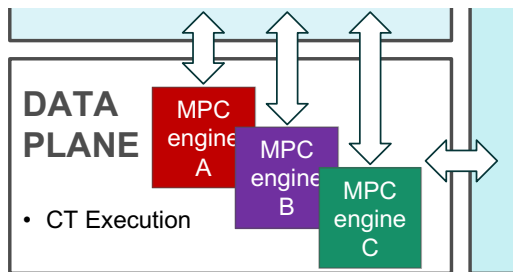 DATA
PLANE
MPC
engine
A
MPC
engine
B
MPC
engine
C
• CT Execution